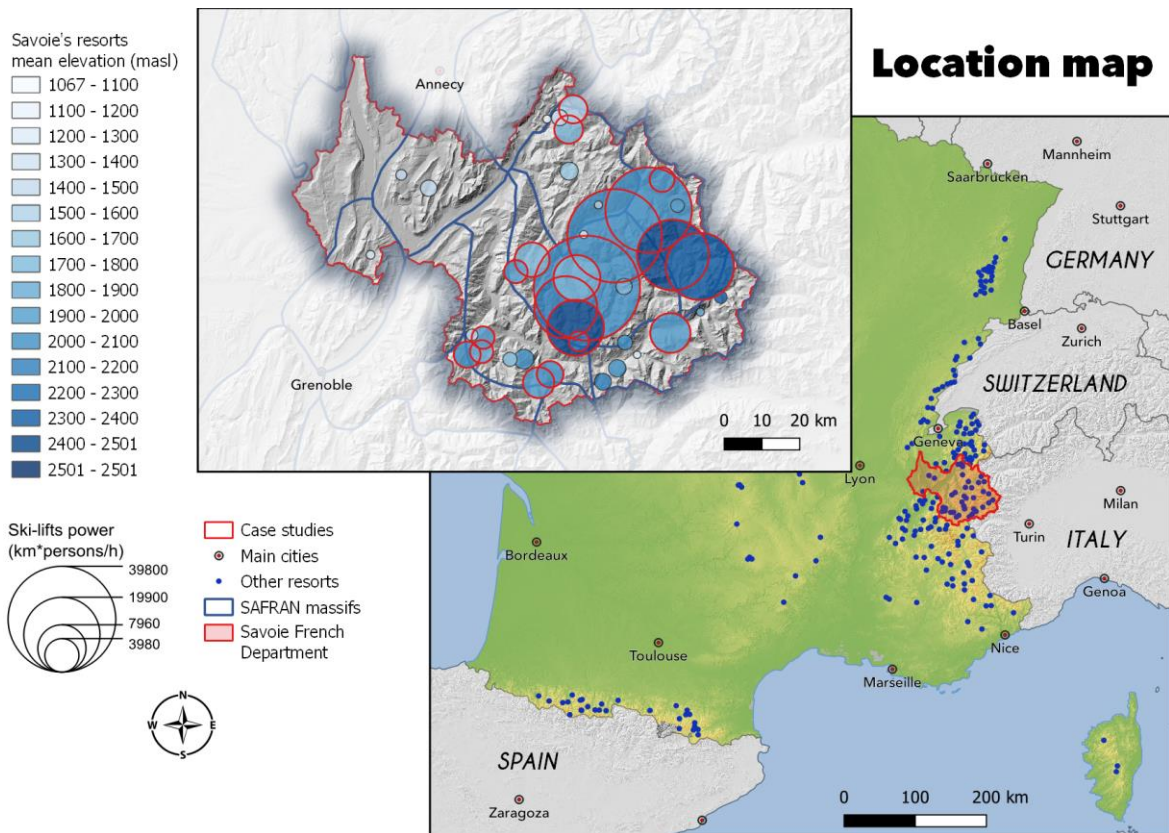 Location map
Savoie's resorts
mean elevation (masl)
1067 - 1100
1100 - 1200
1200 - 1300
1300 - 1400
1400 - 1500
1500 - 1600
1600 - 1700
1700 - 1800
1800 - 1900
1900 - 2000
2000 - 2100
2100 - 2200
2200 - 2300
2300 - 2400
2400 - 2501
2501 - 2501
Ski-lifts power
(km*persons/h)
39800
19900
7960
3980
Case studies
Main cities
Other resorts
SAFRAN massifs
Savoie French
Department
N
W
E
S
Annecy
Grenoble
0 10 20 km
Mannheim
Saarbrucken
Stuttgart
GERMANY
Basel
Zurich
SWITZERLAND
Geneva
Lyon
Milan
Turin
ITALY
Bordeaux
Genoa
Toulouse
Nice
Marseille
SPAIN
Zaragoza
0 100 200 km